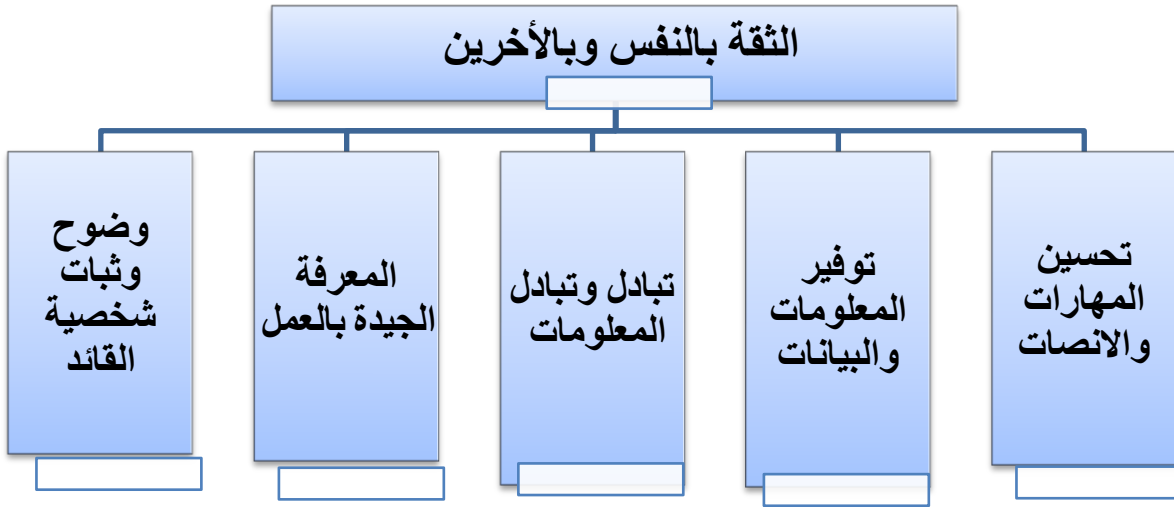 الثقة بالنفس وبالأخرين
تحسين
المهارات
والانصات
توفير
المعلومات
والبيانات
تبادل وتبادل
المعلومات
المعرفة
الجيدة بالعمل
وضوح
وثبات
شخصية
القائد